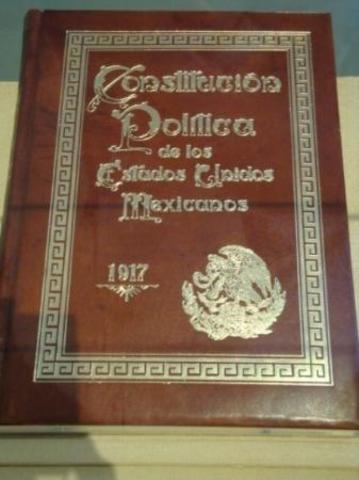 Constitución
Política
de los
Estados Unidos
Mexicanos
1917